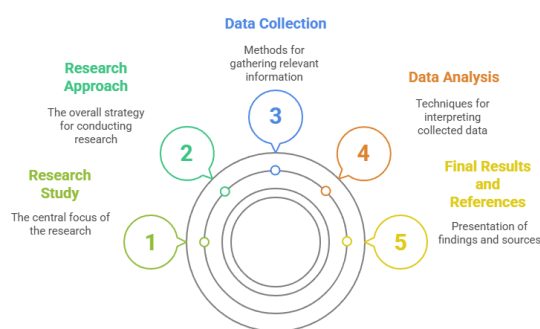 Data Collection
Methods for
gathering relevant
information
Research
Approach
The overall strategy
for conducting
research
Data Analysis
Techniques for
interpreting
collected data
3
2
4
Research
Study
The central focus of
the research
Final Results
and
References
Presentation of
findings and sources
1
5